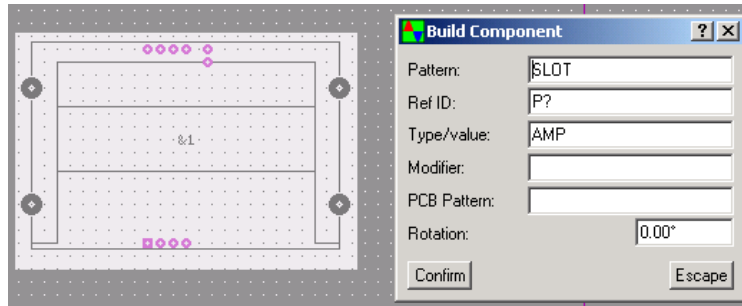 &1
Build Component
Pattern: SLOT
Ref ID: P?
Type/value: AMP
Modifier:
PCB Pattern:
Rotation: 0.00°
Confirm Escape